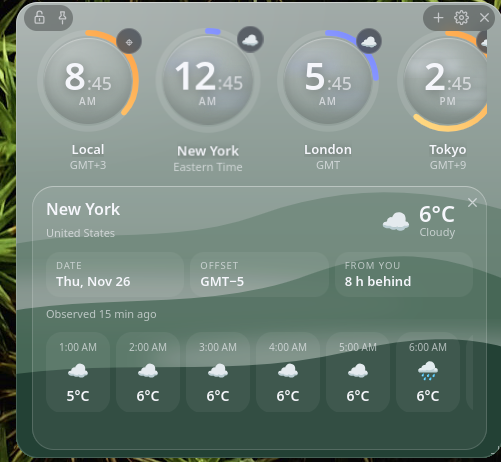 8:45
AM
12:45
AM
5:45
AM
2:45
PM
Local
GMT+3
New York
Eastern Time
London
GMT
Tokyo
GMT+9
New York
United States
6°C
Cloudy
DATE
Thu, Nov 26
OFFSET
GMT−5
FROM YOU
8 h behind
Observed 15 min ago
1:00 AM
2:00 AM
3:00 AM
4:00 AM
5:00 AM
6:00 AM
5°C
6°C
6°C
6°C
6°C
6°C